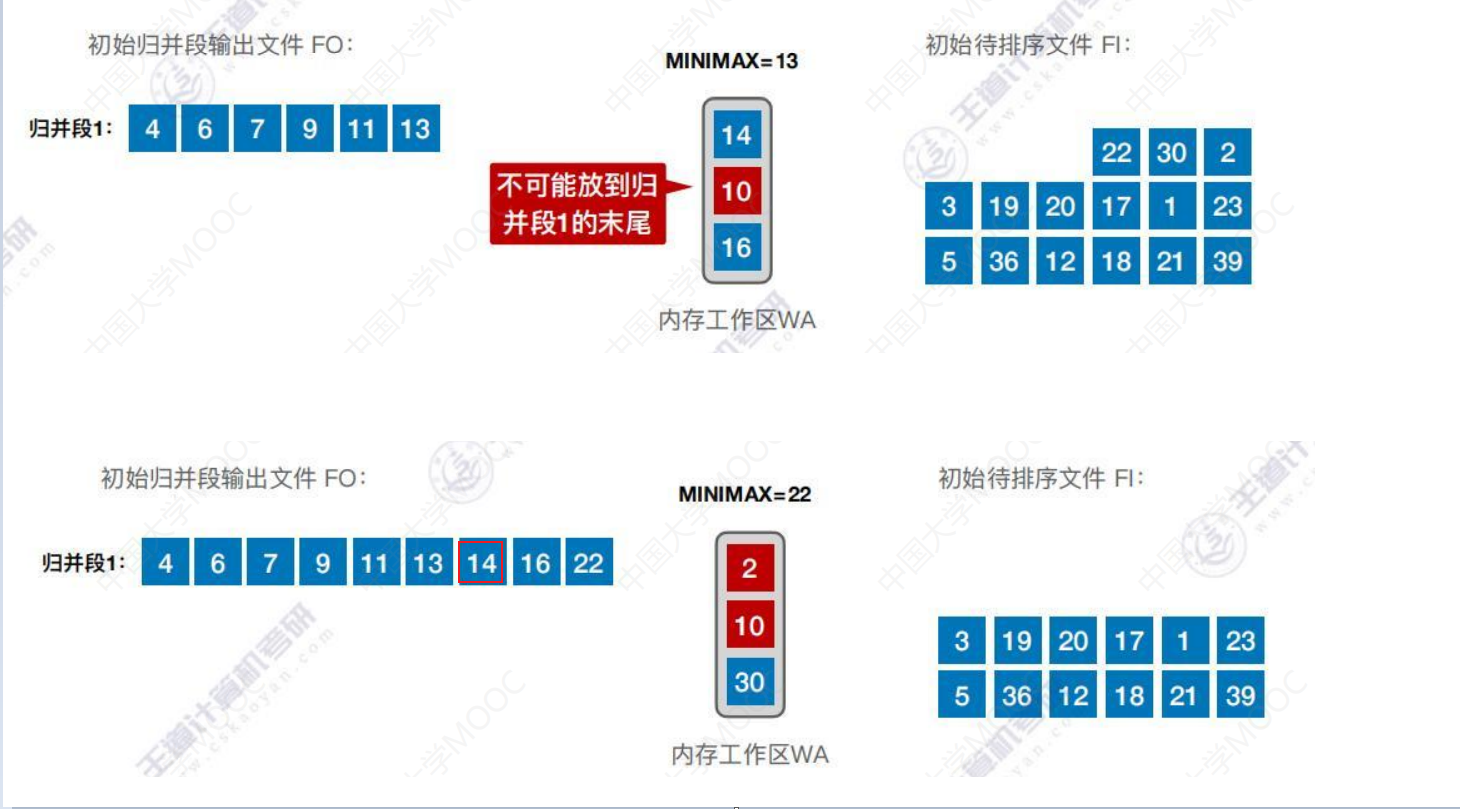 初始归并段输出文件 FO：
MINIMAX=13
初始待排序文件 FI：
归并段1： 4 6 7 9 11 13
14
10
16
不可能放到归
并段1的末尾
22 30 2
3 19 20 17 1 23
5 36 12 18 21 39
内存工作区WA
初始归并段输出文件 FO：
MINIMAX=22
初始待排序文件 FI：
归并段1： 4 6 7 9 11 13 14 16 22
2
10
30
3 19 20 17 1 23
5 36 12 18 21 39
内存工作区WA
王道计算机考研
www.cskaoyan.com
中国大学MOOC